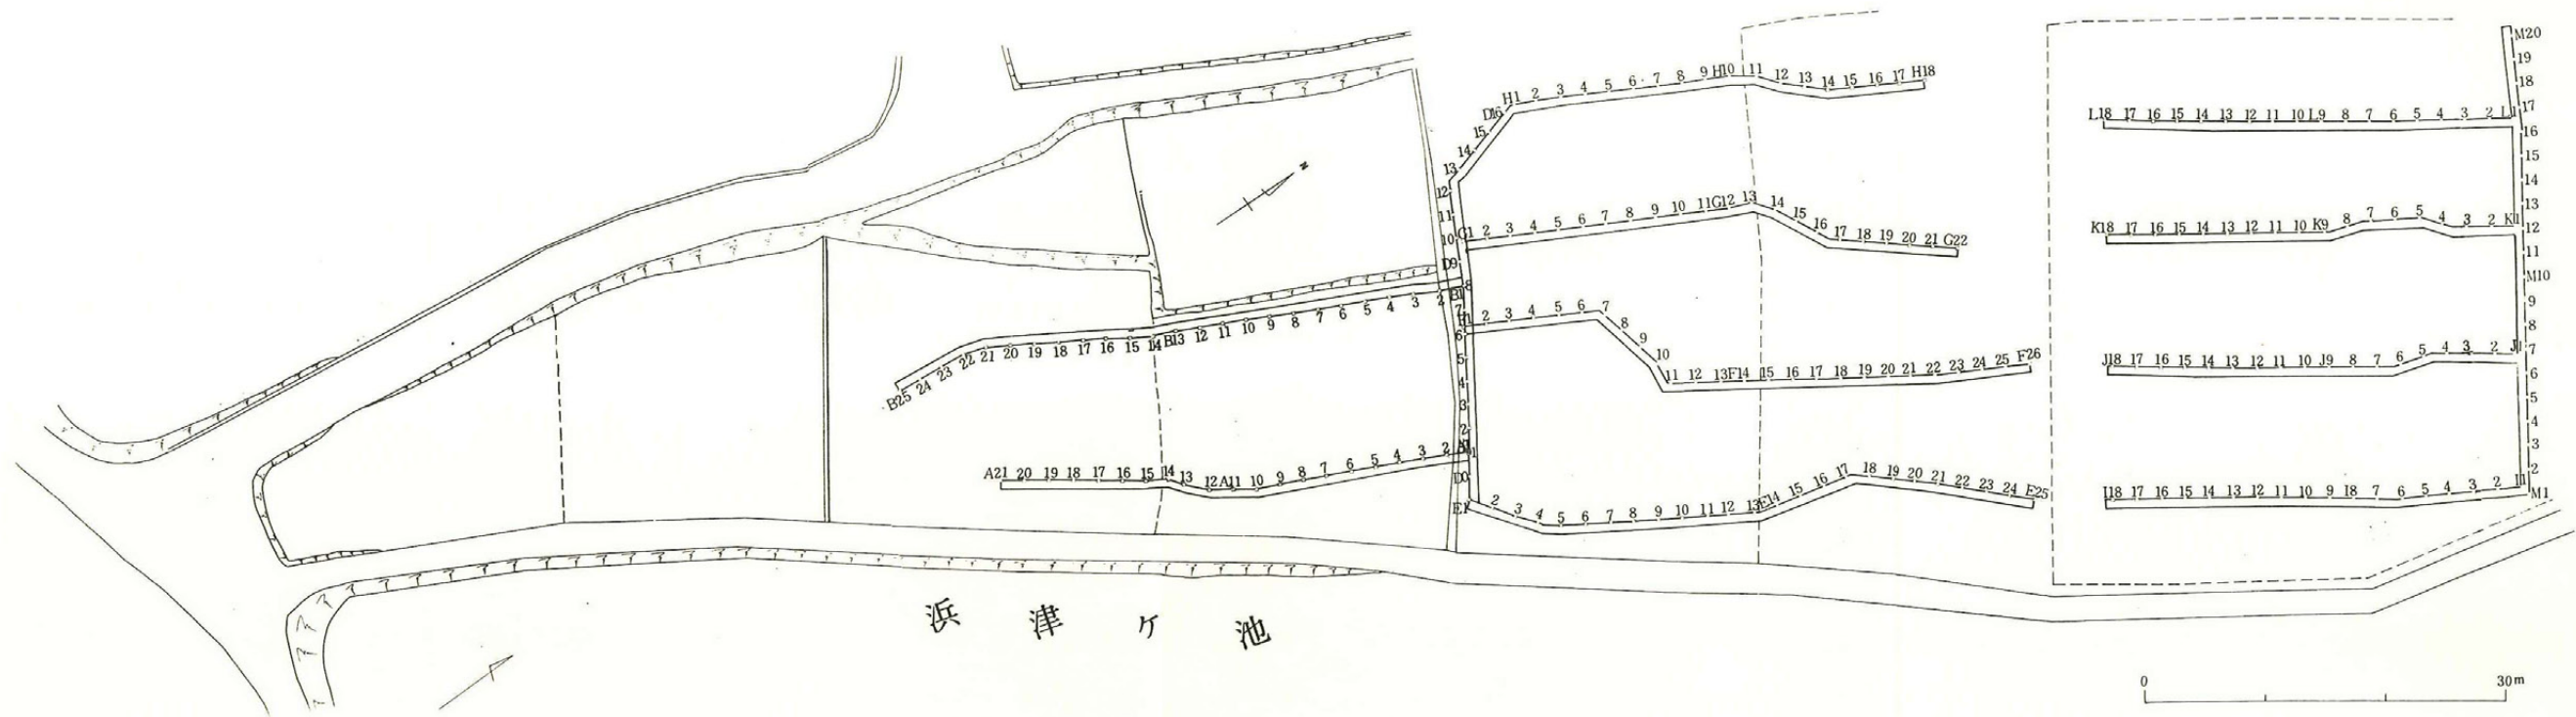 H1 2 3 4 5 6 7 8 9 H10 11 12 13 14 15 16 17 H18
D16 15 14 13 12 11 10 D9 8 7 6 5 4 3 2 1 D0
G1 2 3 4 5 6 7 8 9 10 11 G12 13 14 15 16 17 18 19 20 21 G22
B1 2 3 4 5 6 7 8 9 10 11 12 B13 14 15 16 17 18 19 20 21 22 23 24 B25
2 3 4 5 6 7 8 9 10 11 12 13 F14 15 16 17 18 19 20 21 22 23 24 25 F26
A21 20 19 18 17 16 15 14 13 12 A11 10 9 8 7 6 5 4 3 2
E1 2 3 4 5 6 7 8 9 10 11 12 13 E14 15 16 17 18 19 20 21 22 23 24 E25
M20 19 18 17 16 15 14 13 12 11 M10 9 8 7 6 5 4 3 2 M1
L18 17 16 15 14 13 12 11 10 L9 8 7 6 5 4 3 2 L1
K18 17 16 15 14 13 12 11 10 K9 8 7 6 5 4 3 2 K1
J18 17 16 15 14 13 12 11 10 J9 8 7 6 5 4 3 2 J1
I18 17 16 15 14 13 12 11 10 9 18 7 6 5 4 3 2 I1
N
浜津ヶ池
0 30m